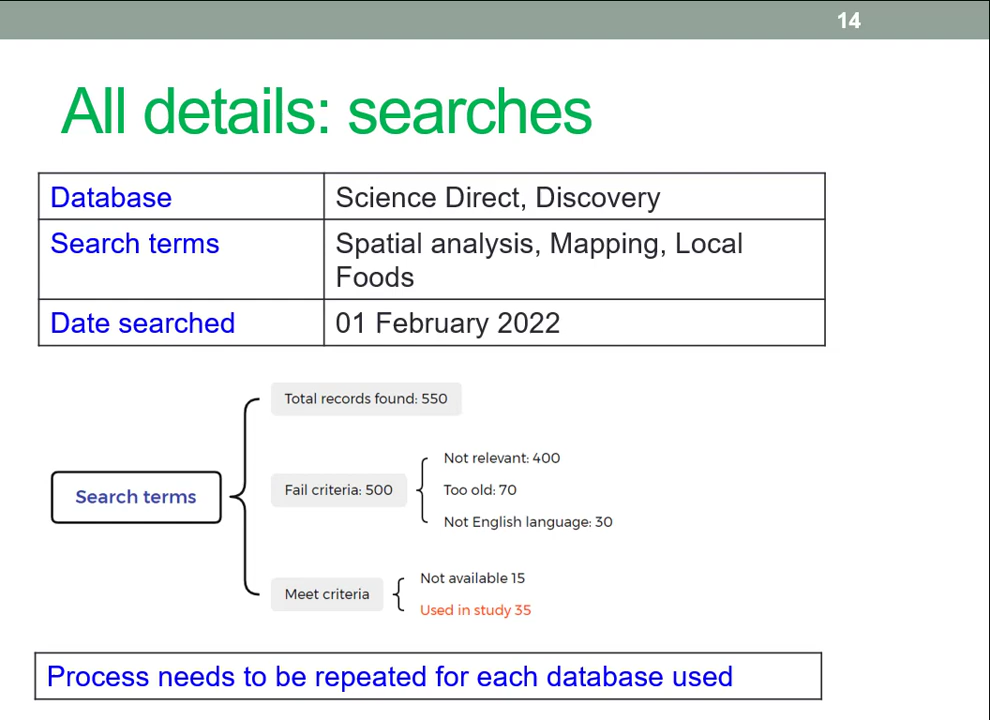 14
All details: searches
Database
Science Direct, Discovery
Search terms
Spatial analysis, Mapping, Local
Foods
Date searched
01 February 2022
Search terms
Total records found: 550
Fail criteria: 500
Not relevant: 400
Too old: 70
Not English language: 30
Meet criteria
Not available 15
Used in study 35
Process needs to be repeated for each database used